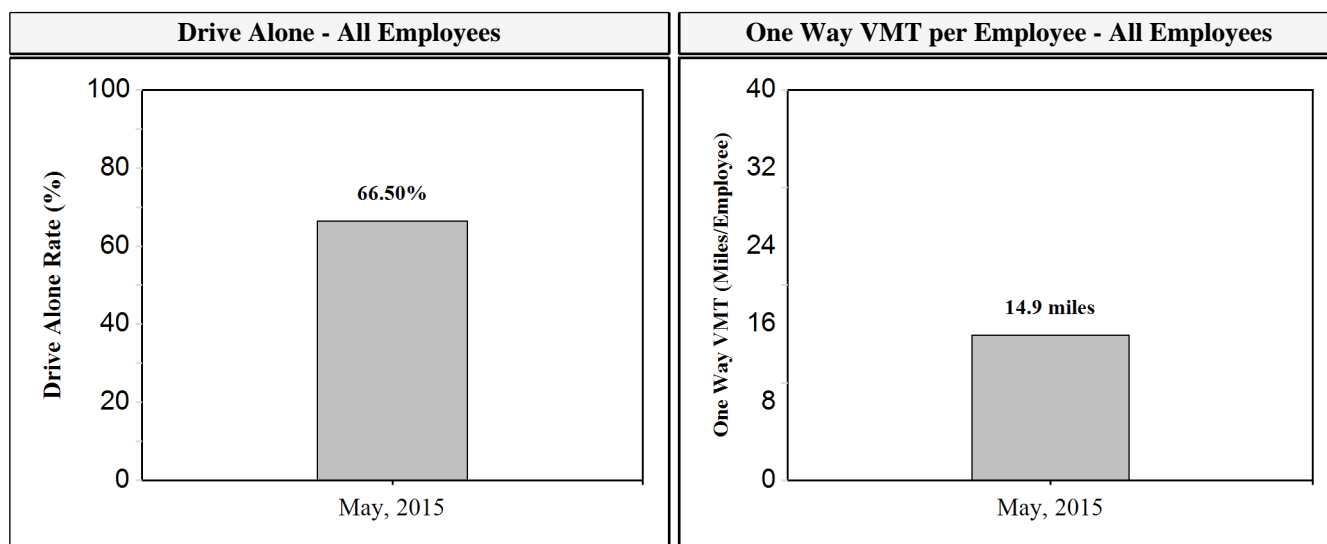 Drive Alone - All Employees
Drive Alone Rate (%)
100
80
60
40
20
0
66.50%
May, 2015
One Way VMT per Employee - All Employees
One Way VMT (Miles/Employee)
40
32
24
16
8
0
14.9 miles
May, 2015